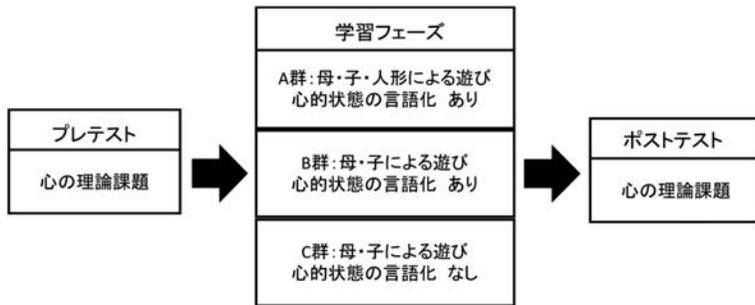 プレテスト
心の理論課題
学習フェーズ
A群:母・子・人形による遊び
心的状態の言語化 あり
B群:母・子による遊び
心的状態の言語化 あり
C群:母・子による遊び
心的状態の言語化 なし
ポストテスト
心の理論課題